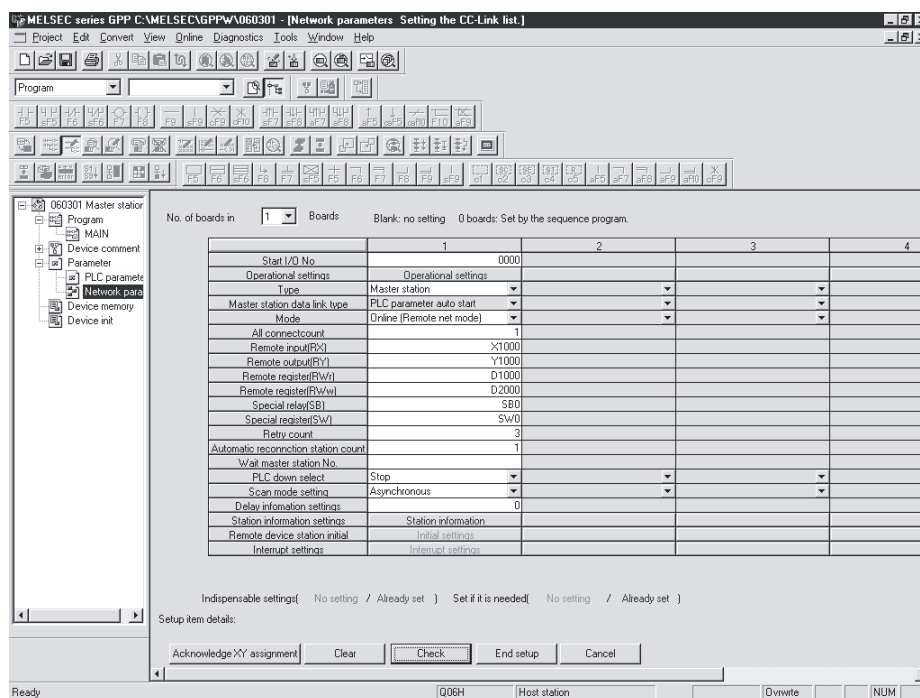 MELSEC series GPP C:\MELSEC\GPPW\060301 - [Network parameters Setting the CC-Link list.]
Project Edit Convert View Online Diagnostics Tools Window Help
Program
060301 Master station
Program
MAIN
Device comment
Parameter
PLC paramete
Network para
Device memory
Device init
No. of boards in 1 Boards Blank: no setting 0 boards: Set by the sequence program.
1 2 3 4
Start I/O No 0000
Operational settings Operational settings
Type Master station
Master station data link type PLC parameter auto start
Mode Online (Remote net mode)
All connectcount 1
Remote input(RX) X1000
Remote output(RY) Y1000
Remote register(RWr) D1000
Remote register(RWw) D2000
Special relay(SB) SB0
Special register(SW) SW0
Retry count 3
Automatic reconnction station count 1
Wait master station No.
PLC down select Stop
Scan mode setting Asynchronous
Delay infomation settings 0
Station information settings Station information
Remote device station initial Initial settings
Interrupt settings Interrupt settings
Indispensable settings( No setting / Already set ) Set if it is needed( No setting / Already set )
Setup item details:
Acknowledge XY assignment Clear Check End setup Cancel
Ready Q06H Host station Ovrwrte NUM